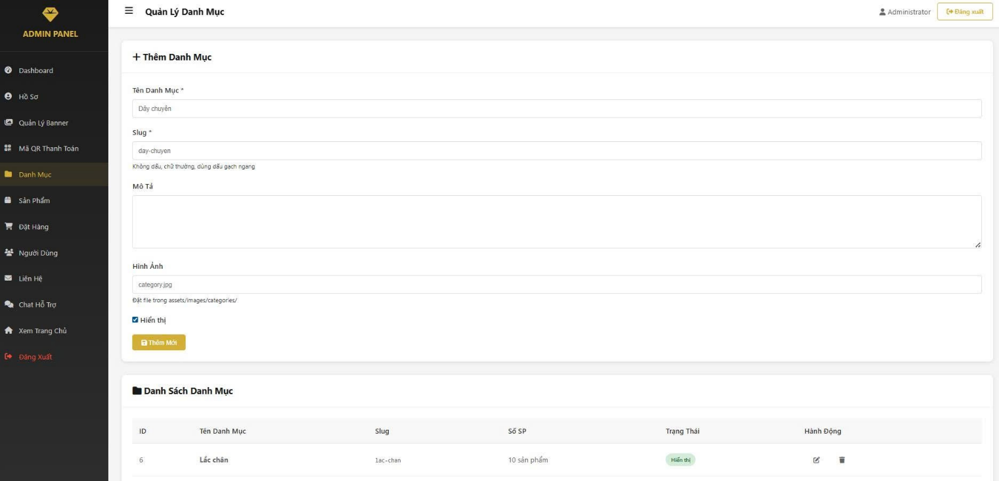 ADMIN PANEL
Dashboard
Hồ Sơ
Quản Lý Banner
Mã QR Thanh Toán
Danh Mục
Sản Phẩm
Đặt Hàng
Người Dùng
Liên Hệ
Chat Hỗ Trợ
Xem Trang Chủ
Đăng Xuất
Quản Lý Danh Mục
Administrator
Đăng xuất
Thêm Danh Mục
Tên Danh Mục *
Dây chuyền
Slug *
day-chuyen
Không dấu, chữ thường, dùng dấu gạch ngang
Mô Tả
Hình Ảnh
category.jpg
Đặt file trong assets/images/categories/
Hiển thị
Thêm Mới
Danh Sách Danh Mục
ID Tên Danh Mục Slug Số SP Trạng Thái Hành Động
6 Lắc chân lac-chan 10 sản phẩm Hiển thị